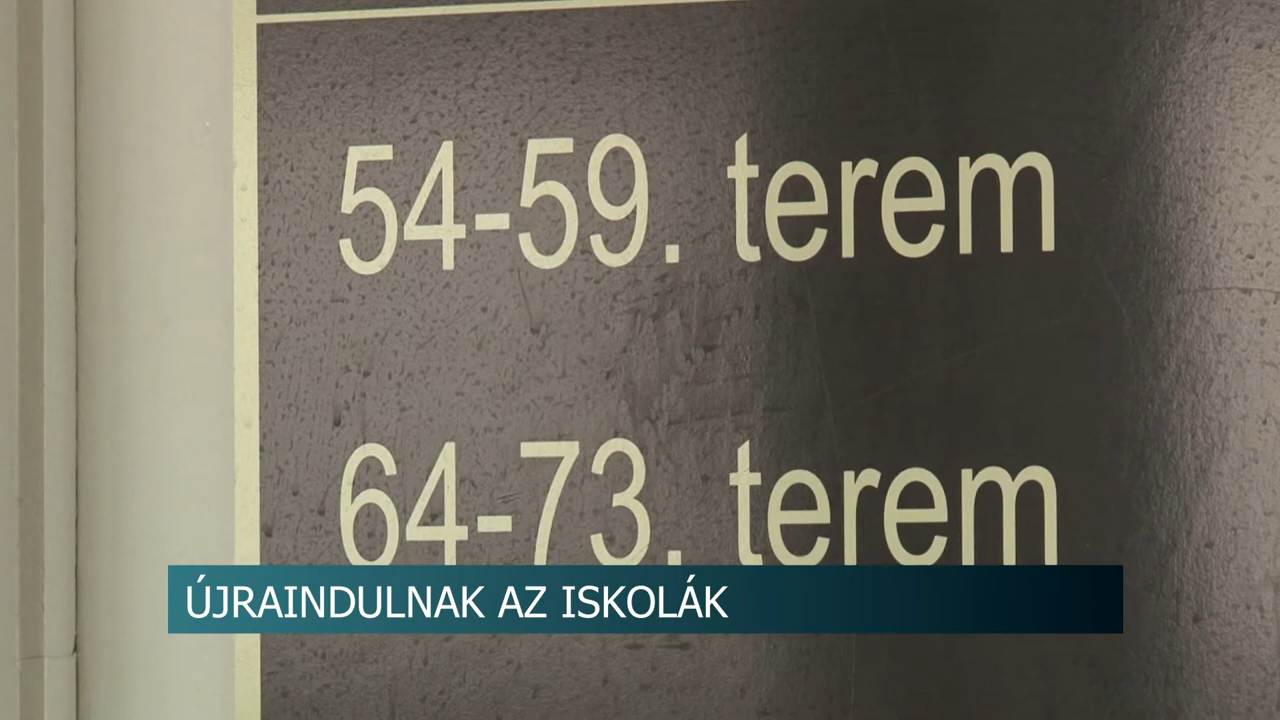 54-59. terem
64-73. terem
ÚJRAINDULNAK AZ ISKOLÁK